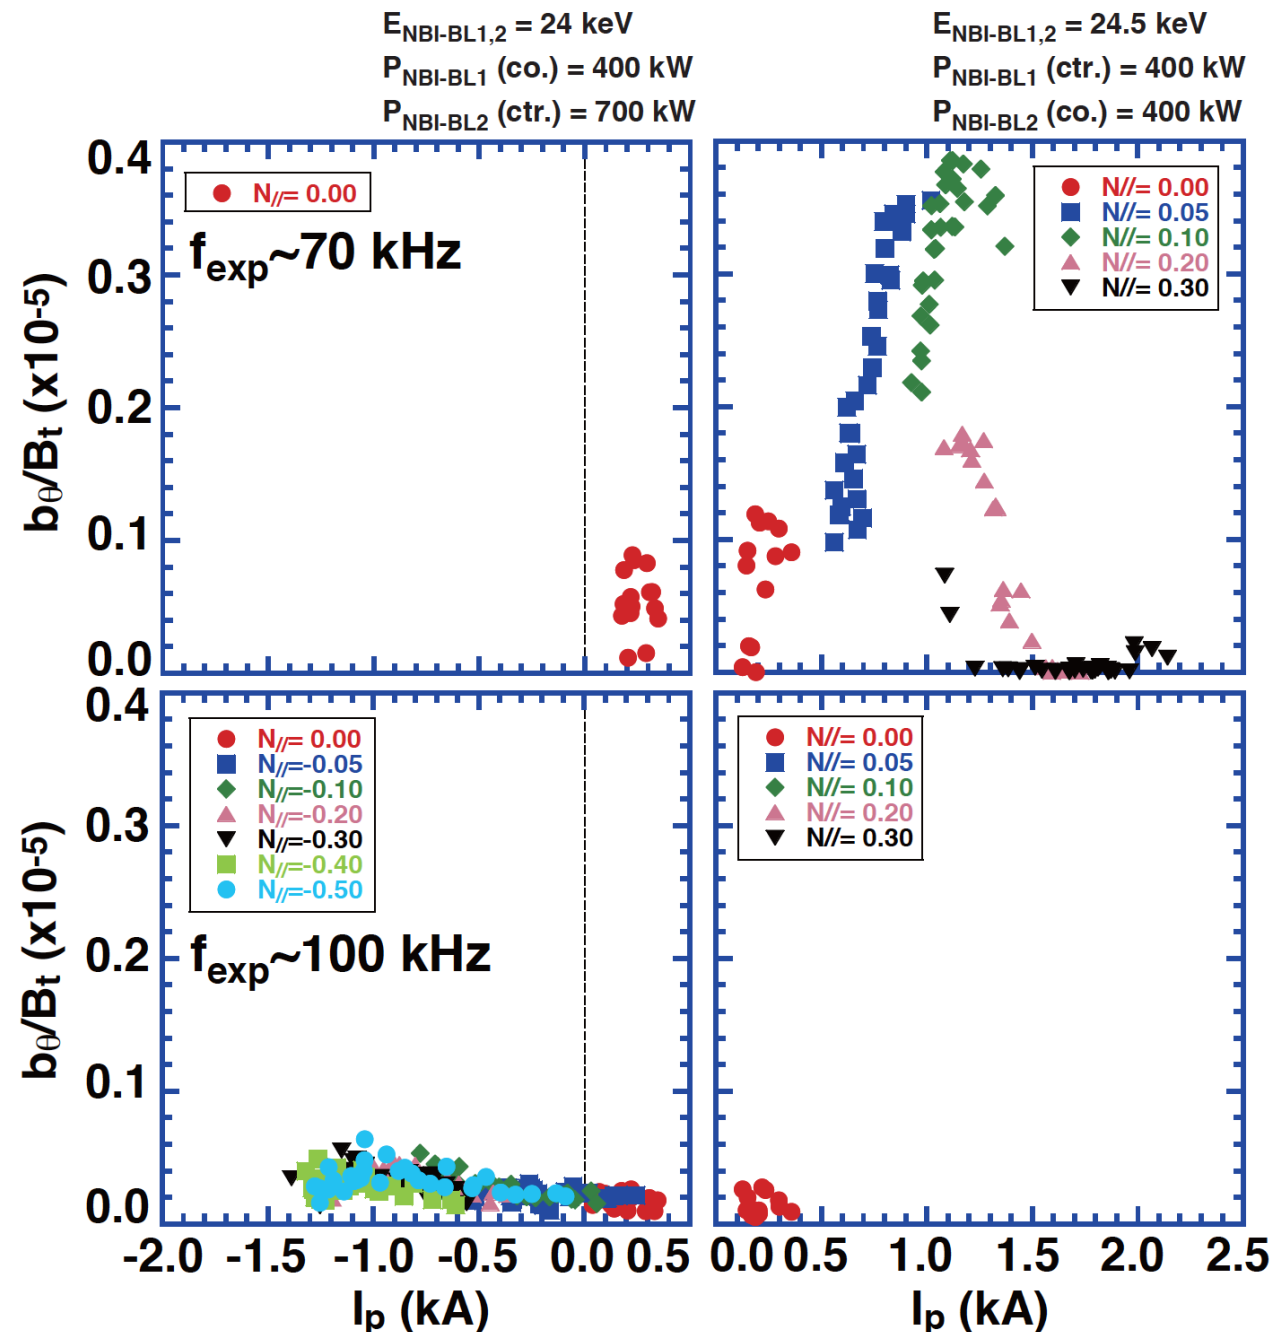 E_NBI-BL1,2 = 24 keV
P_NBI-BL1 (co.) = 400 kW
P_NBI-BL2 (ctr.) = 700 kW
E_NBI-BL1,2 = 24.5 keV
P_NBI-BL1 (ctr.) = 400 kW
P_NBI-BL2 (co.) = 400 kW
0.4
0.3
0.2
0.1
0.0
bθ/Bt (x10^-5)
N//= 0.00
f_exp~70 kHz
N//= 0.00
N//= 0.05
N//= 0.10
N//= 0.20
N//= 0.30
0.4
0.3
0.2
0.1
0.0
bθ/Bt (x10^-5)
N//= 0.00
N//=-0.05
N//=-0.10
N//=-0.20
N//=-0.30
N//=-0.40
N//=-0.50
f_exp~100 kHz
N//= 0.00
N//= 0.05
N//= 0.10
N//= 0.20
N//= 0.30
-2.0 -1.5 -1.0 -0.5 0.0
0.0 0.5 1.0 1.5 2.0 2.5
Ip (kA)
Ip (kA)